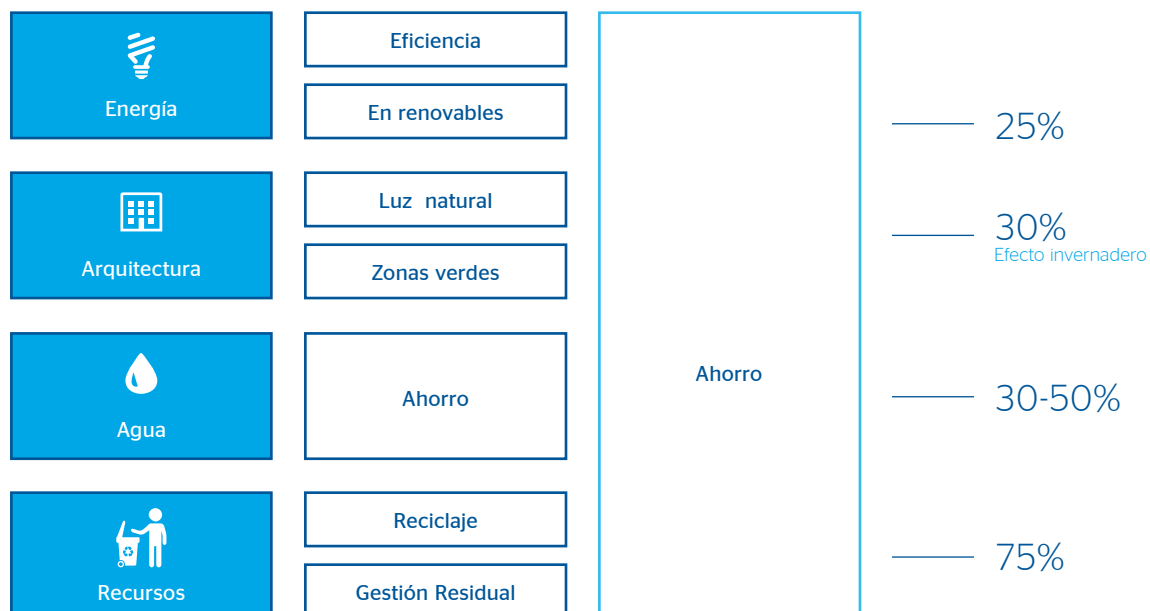 Energía
Eficiencia
En renovables
25%
Arquitectura
Luz natural
Zonas verdes
30%
Efecto invernadero
Agua
Ahorro
Ahorro
30-50%
Recursos
Reciclaje
Gestión Residual
75%